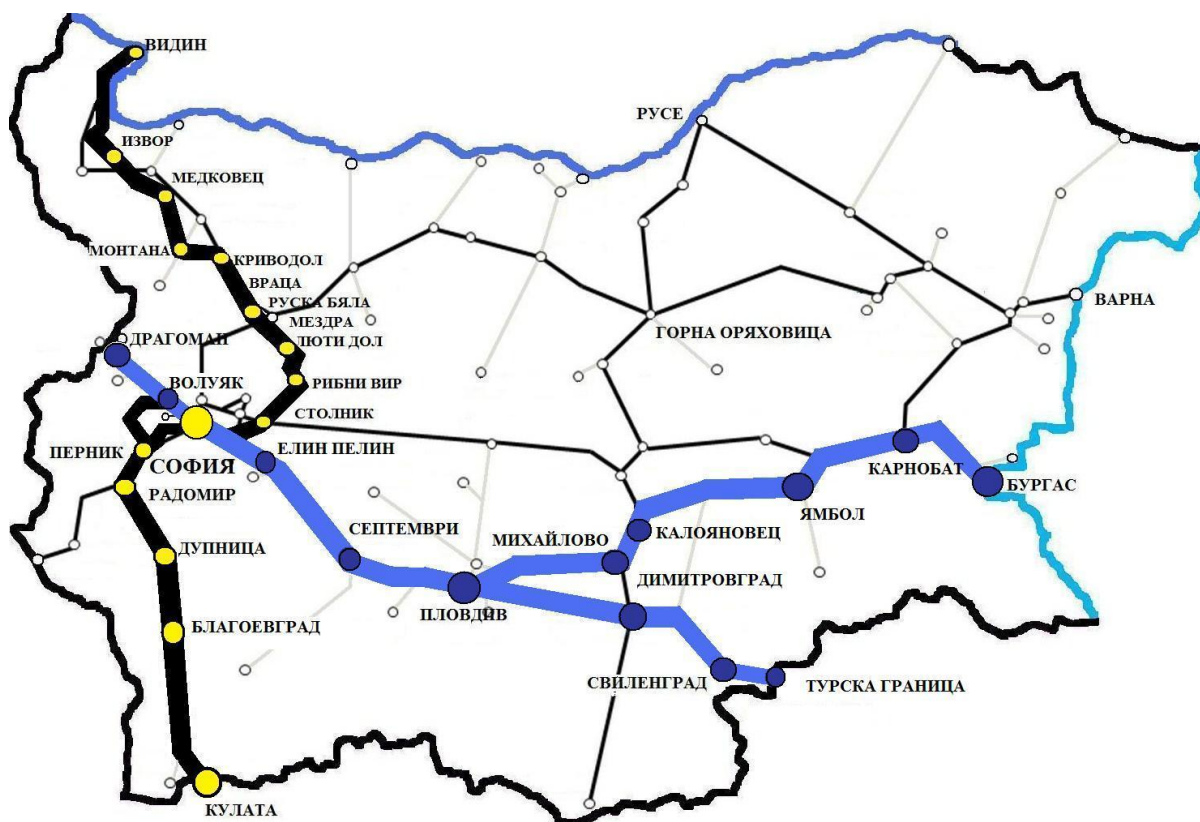 ВИДИН
РУСЕ
ИЗВОР
МЕДКОВЕЦ
МОНТАНА
КРИВОДОЛ
ВРАЦА
РУСКА БЯЛА
ВАРНА
МЕЗДРА
ГОРНА ОРЯХОВИЦА
ДРАГОМАН
ЛЮТИ ДОЛ
ВОЛУЯК
РИБНИ ВИР
СТОЛНИК
ПЕРНИК
ЕЛИН ПЕЛИН
СОФИЯ
КАРНОБАТ
РАДОМИР
БУРГАС
ЯМБОЛ
СЕПТЕМВРИ
МИХАЙЛОВО
КАЛОЯНОВЕЦ
ДУПНИЦА
ДИМИТРОВГРАД
ПЛОВДИВ
БЛАГОЕВГРАД
СВИЛЕНГРАД
ТУРСКА ГРАНИЦА
КУЛАТА